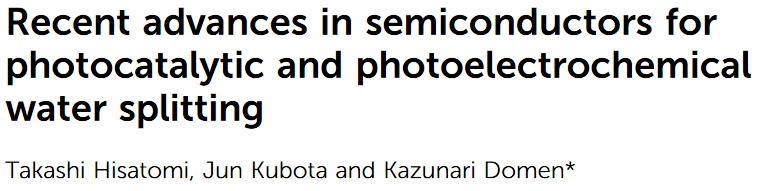 Recent advances in semiconductors for
photocatalytic and photoelectrochemical
water splitting
Takashi Hisatomi, Jun Kubota and Kazunari Domen*